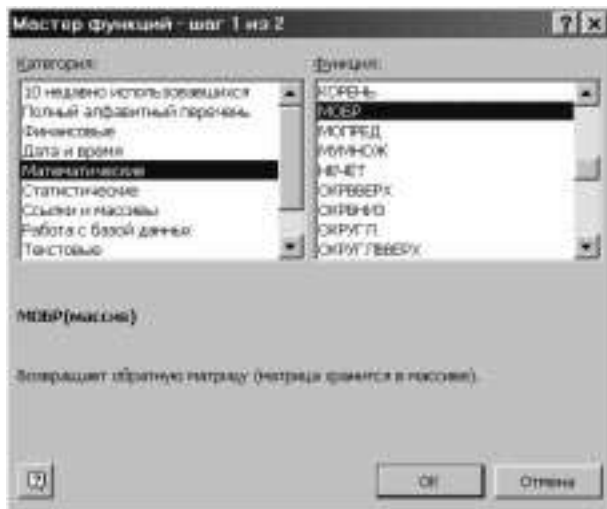 Мастер функций - шаг 1 из 2
Категория:
10 недавно использовавшихся
Полный алфавитный перечень
Финансовые
Дата и время
Математические
Статистические
Ссылки и массивы
Работа с базой данных
Текстовые
Функция:
КОРЕНЬ
МОБР
МОПРЕД
МУМНОЖ
НЕЧЕТ
ОКРВВЕРХ
ОКРВНИЗ
ОКРУГЛ
ОКРУГЛВВЕРХ
МОБР(массив)
Возвращает обратную матрицу (матрица хранится в массиве).
OK
Отмена